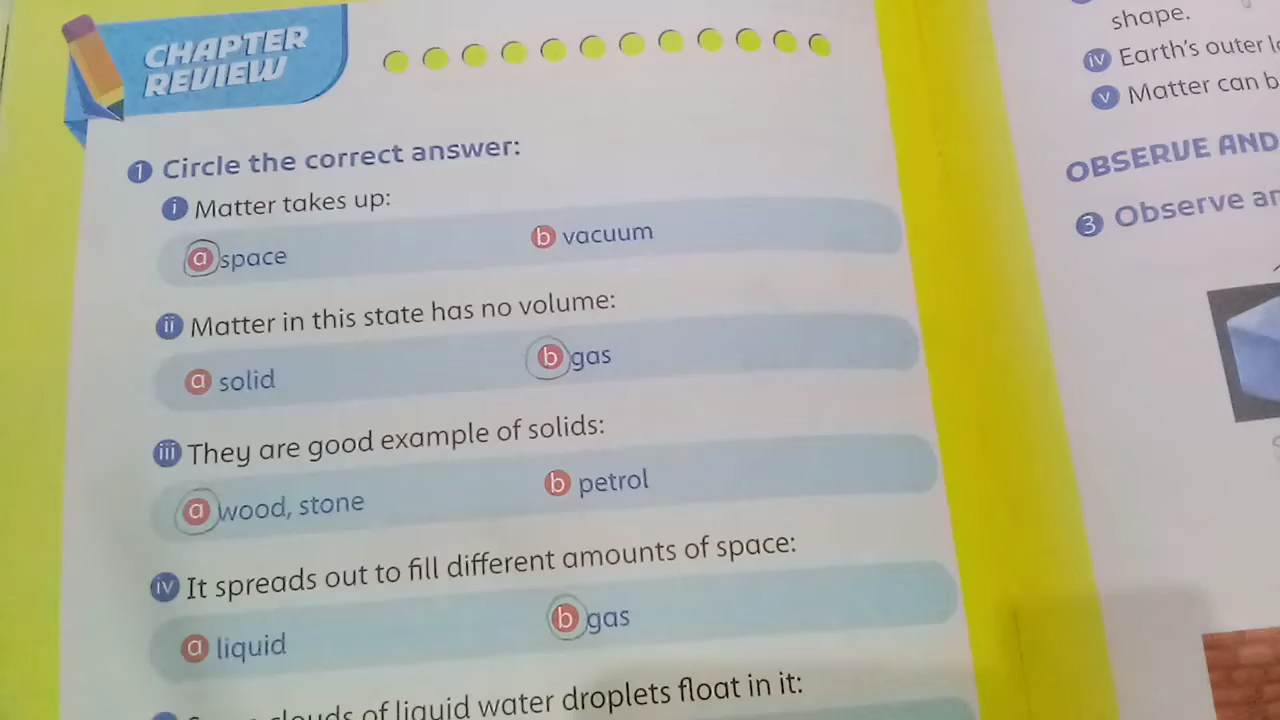 CHAPTER
REVIEW
1 Circle the correct answer:
i Matter takes up:
a space
b vacuum
ii Matter in this state has no volume:
a solid
b gas
iii They are good example of solids:
a wood, stone
b petrol
iv It spreads out to fill different amounts of space:
a liquid
b gas
clouds of liquid water droplets float in it:
shape.
iv Earth's outer
v Matter can
OBSERVE AND
3 Observe